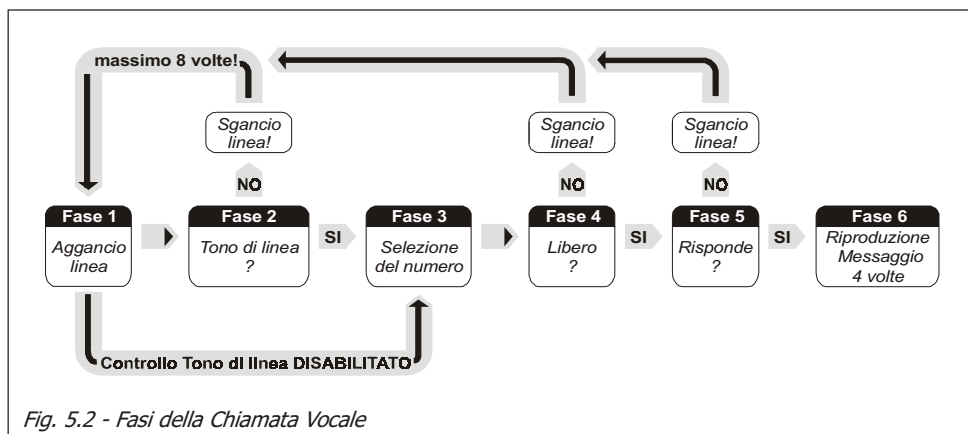 massimo 8 volte!
Sgancio
linea!
Sgancio
linea!
Sgancio
linea!
NO
NO
NO
Fase 1
Aggancio
linea
Fase 2
Tono di linea
?
SI
Fase 3
Selezione
del numero
Fase 4
Libero
?
SI
Fase 5
Risponde
?
SI
Fase 6
Riproduzione
Messaggio
4 volte
Controllo Tono di linea DISABILITATO
Fig. 5.2 - Fasi della Chiamata Vocale